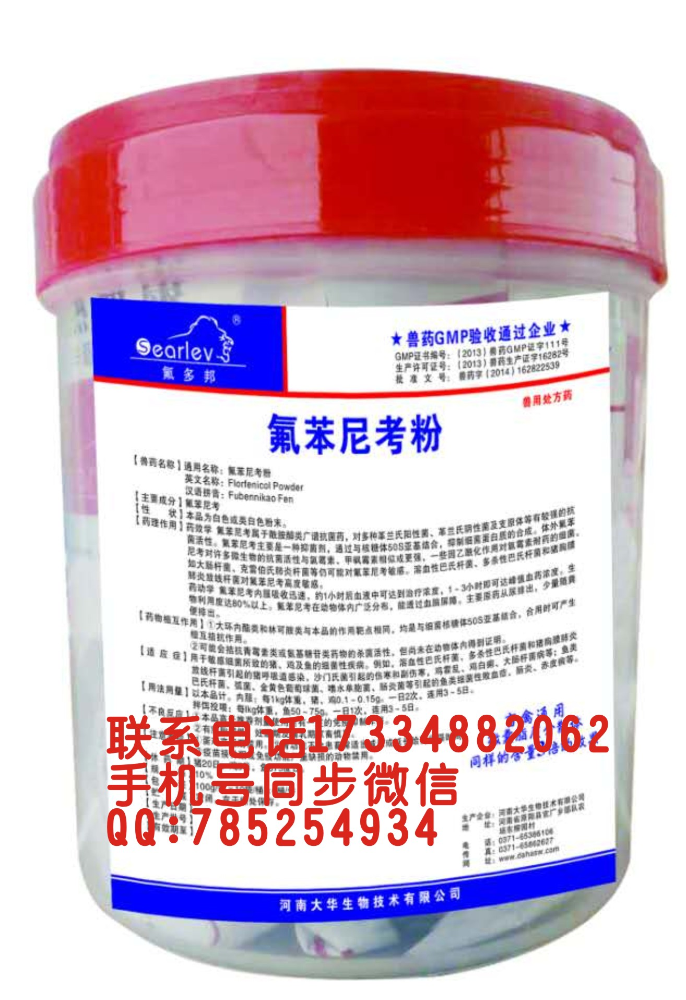 Searlev ®
氟多邦
★兽药GMP验收通过企业★
GMP证书编号:(2013)兽药GMP证字111号
生产许可证号:(2013)兽药生产证字16282号
批准文号:兽药字(2014)162822539
兽用处方药
氟苯尼考粉
【兽药名称】通用名称:氟苯尼考粉
英文名称:Florfenicol Powder
汉语拼音:Fubennikao Fen
【主要成分】氟苯尼考
【性 状】本品为白色或类白色粉末。
【药理作用】药效学 氟苯尼考属于酰胺醇类广谱抗菌药,对多种革兰氏阳性菌、革兰氏阴性菌及支原体等有较强的抗
菌活性。氟苯尼考主要是一种抑菌剂,通过与核糖体50S亚基结合,抑制细菌蛋白质的合成。体外氟苯
尼考对许多微生物的抗菌活性与氯霉素、甲砜霉素相似或更强,一些因乙酰化作用对氯霉素耐药的细菌,
如大肠杆菌、克雷伯氏肺炎杆菌等仍可能对氟苯尼考敏感。溶血性巴氏杆菌、多杀性巴氏杆菌和猪胸膜
肺炎放线杆菌对氟苯尼考高度敏感。
药动学 氟苯尼考内服吸收迅速,约1小时后血液中可达到治疗浓度,1~3小时即可达峰值血药浓度。生
物利用度达80%以上。氟苯尼考在动物体内广泛分布,能透过血脑屏障。主要原药从尿排出,少量随粪
便排出。
【药物相互作用】①大环内酯类和林可胺类与本品的作用靶点相同,均是与细菌核糖体50S亚基结合,合用时可产生
相互拮抗作用。
②可能会拮抗青霉素类或氨基糖苷类药物的杀菌活性,但尚未在动物体内得到证明。
【适应症】用于敏感细菌所致的猪、鸡及鱼的细菌性疾病。例如,溶血性巴氏杆菌、多杀性巴氏杆菌和猪胸膜肺炎
放线杆菌引起的猪呼吸道感染,沙门氏菌引起的伤寒和副伤寒,鸡霍乱、鸡白痢、大肠杆菌病等;鱼类
巴氏杆菌、弧菌、金黄色葡萄球菌、嗜水单胞菌、肠炎菌等引起的鱼类细菌性败血症、肠炎、赤皮病等。
【用法用量】以本品计。内服:每1kg体重,猪、鸡0.1~0.15g。一日2次,连用3~5日。
拌饵投喂:每lkg体重,鱼50~75g。一日1次,连用3~5日。
【不良反应】
联系电话17334882062
同样的含量3倍的效果
疫苗接 缺损的动物禁用。
猪20日
10%
100g
手机号同步微信
【生产日期】
生产批号】
有效期至】
QQ:785254934
生产企业:河南大华生物技术有限公司
地 址:河南省原阳县官厂乡部队农
场东柳园村
电 话:0371-65386106
传 真:0371-65862627
网 址:www.dahasw.com
河南大华生物技术有限公司